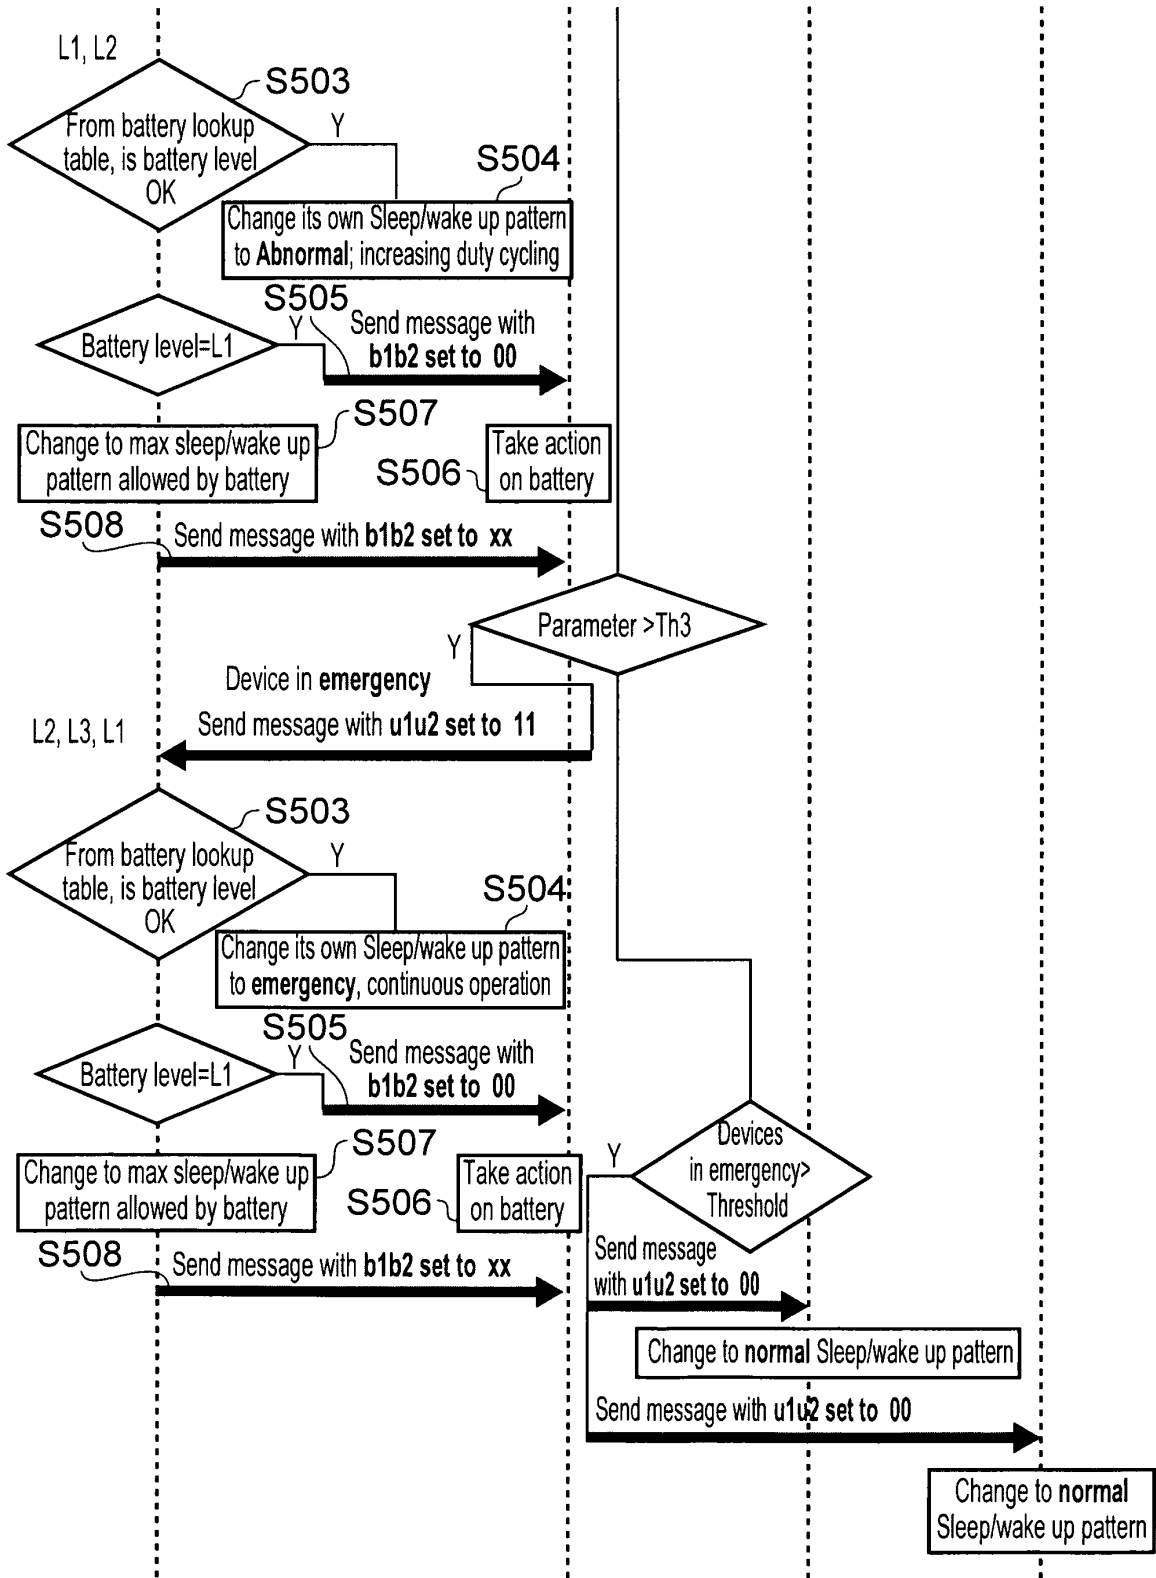 L1, L2
S503
From battery lookup
table, is battery level
OK
Y
S504
Change its own Sleep/wake up pattern
to Abnormal; increasing duty cycling
S505
Battery level=L1
Y
Send message with
b1b2 set to 00
S507
Change to max sleep/wake up
pattern allowed by battery
S506
Take action
on battery
S508
Send message with b1b2 set to xx
Parameter >Th3
Y
Device in emergency
Send message with u1u2 set to 11
L2, L3, L1
S503
From battery lookup
table, is battery level
OK
Y
S504
Change its own Sleep/wake up pattern
to emergency, continuous operation
S505
Battery level=L1
Y
Send message with
b1b2 set to 00
S507
Change to max sleep/wake up
pattern allowed by battery
S506
Take action
on battery
Devices
in emergency>
Threshold
Y
S508
Send message with b1b2 set to xx
Send message
with u1u2 set to 00
Change to normal Sleep/wake up pattern
Send message with u1u2 set to 00
Change to normal
Sleep/wake up pattern